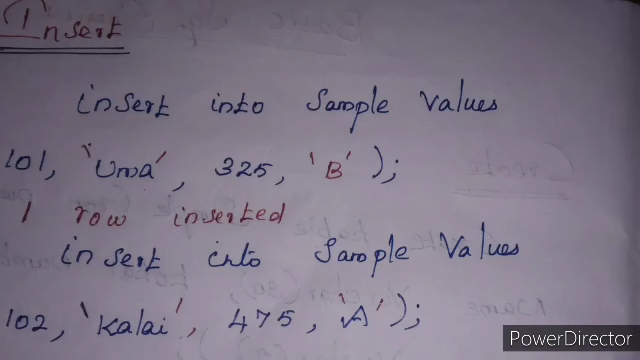 Insert
insert into Sample Values
101, 'Uma', 325, 'B');
1 row inserted
insert into Sample Values
102, 'Kalai', 475, 'A');
PowerDirector